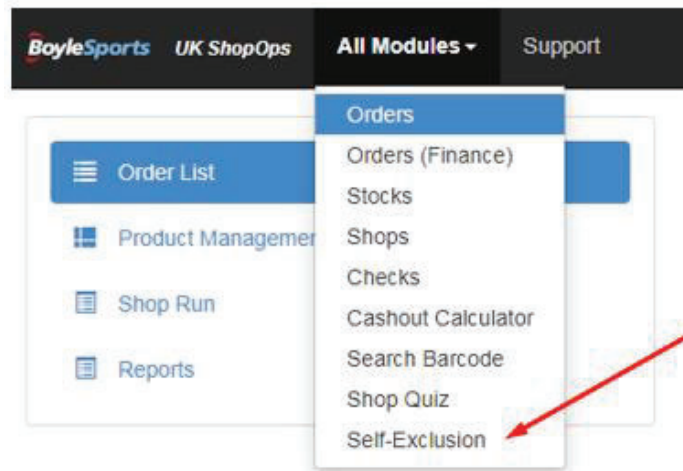 BoyleSports UK ShopOps All Modules Support
Orders
Orders (Finance)
Stocks
Shops
Checks
Cashout Calculator
Search Barcode
Shop Quiz
Self-Exclusion
Order List
Product Managemen
Shop Run
Reports